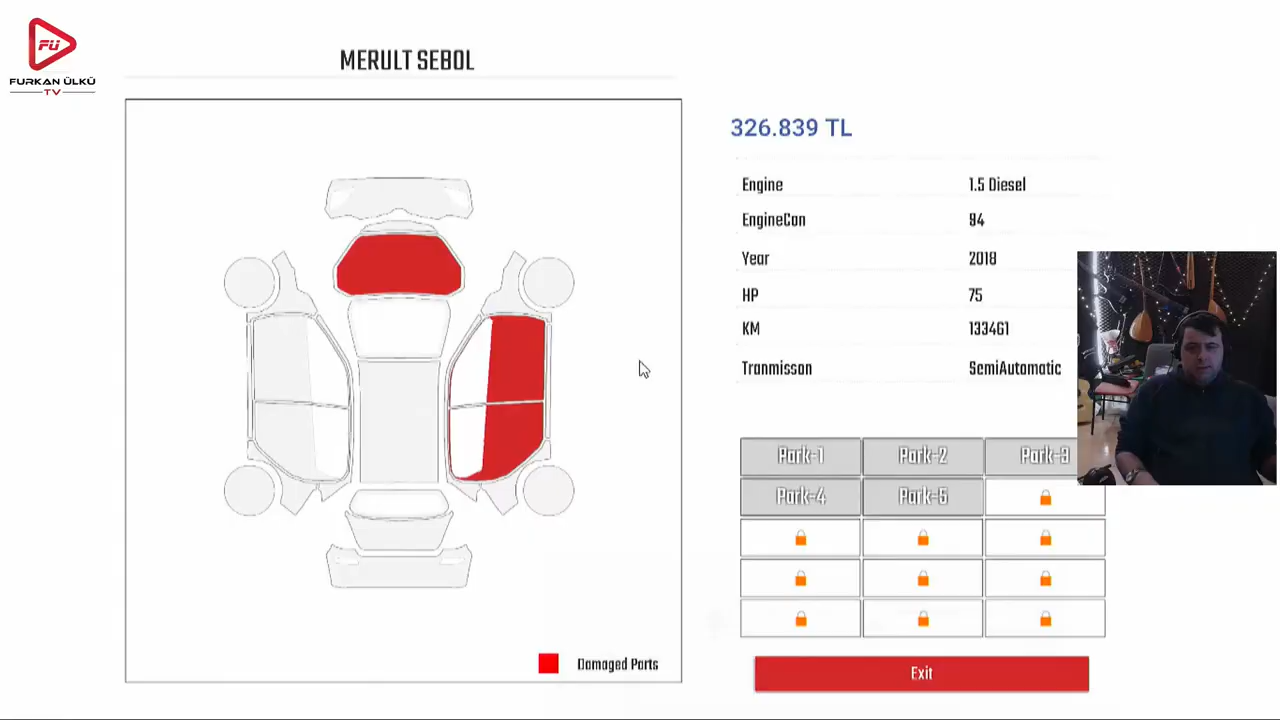 FU
FURKAN ÜLKÜ
TV
MERULT SEBOL
326.839 TL
Engine 1.5 Diesel
EngineCon 94
Year 2018
HP 75
KM 133461
Tranmisson SemiAutomatic
Park-1 Park-2 Park-3
Park-4 Park-5
Damaged Parts
Exit